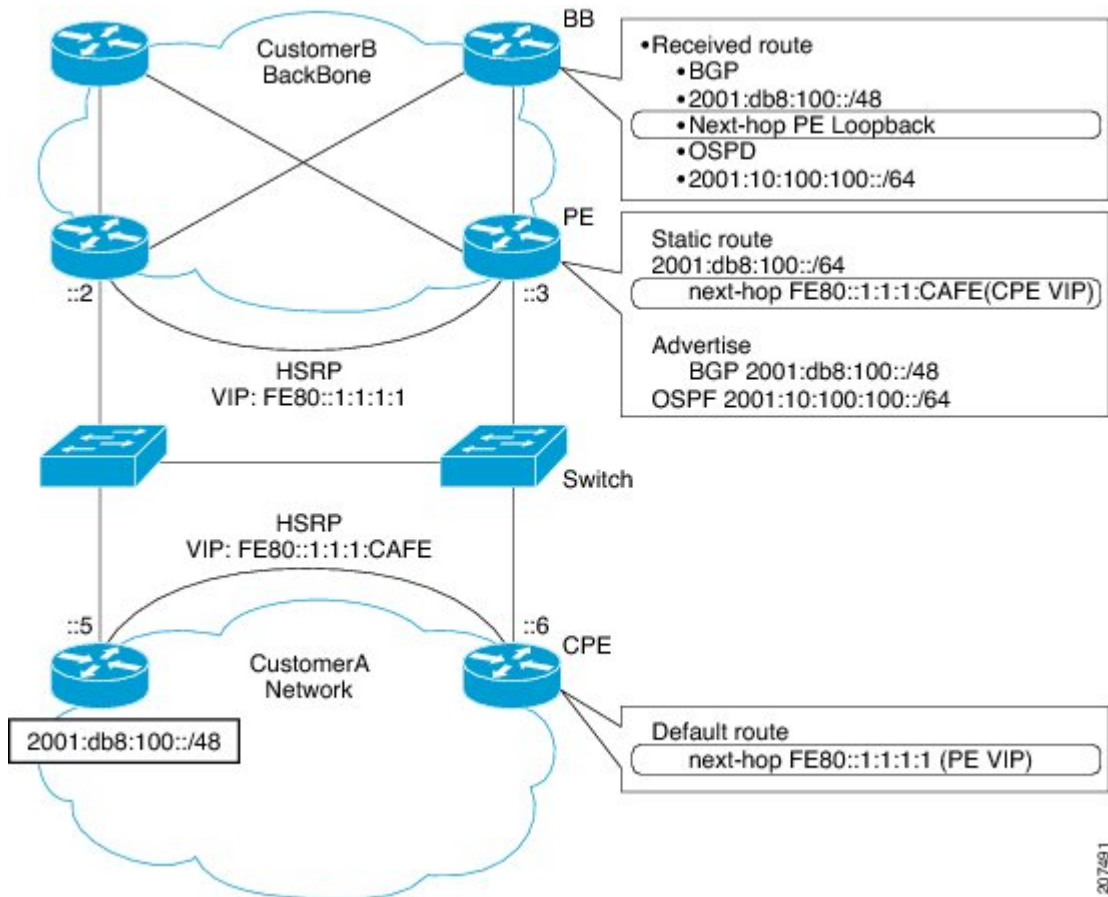 BB
CustomerB
BackBone
•Received route
•BGP
•2001:db8:100::/48
•Next-hop PE Loopback
•OSPD
•2001:10:100:100::/64
PE
Static route
2001:db8:100::/64
next-hop FE80::1:1:1:CAFE(CPE VIP)
Advertise
BGP 2001:db8:100::/48
OSPF 2001:10:100:100::/64
::2
::3
HSRP
VIP: FE80::1:1:1:1
Switch
HSRP
VIP: FE80::1:1:1:CAFE
::5
::6
CPE
CustomerA
Network
2001:db8:100::/48
Default route
next-hop FE80::1:1:1:1 (PE VIP)
207491